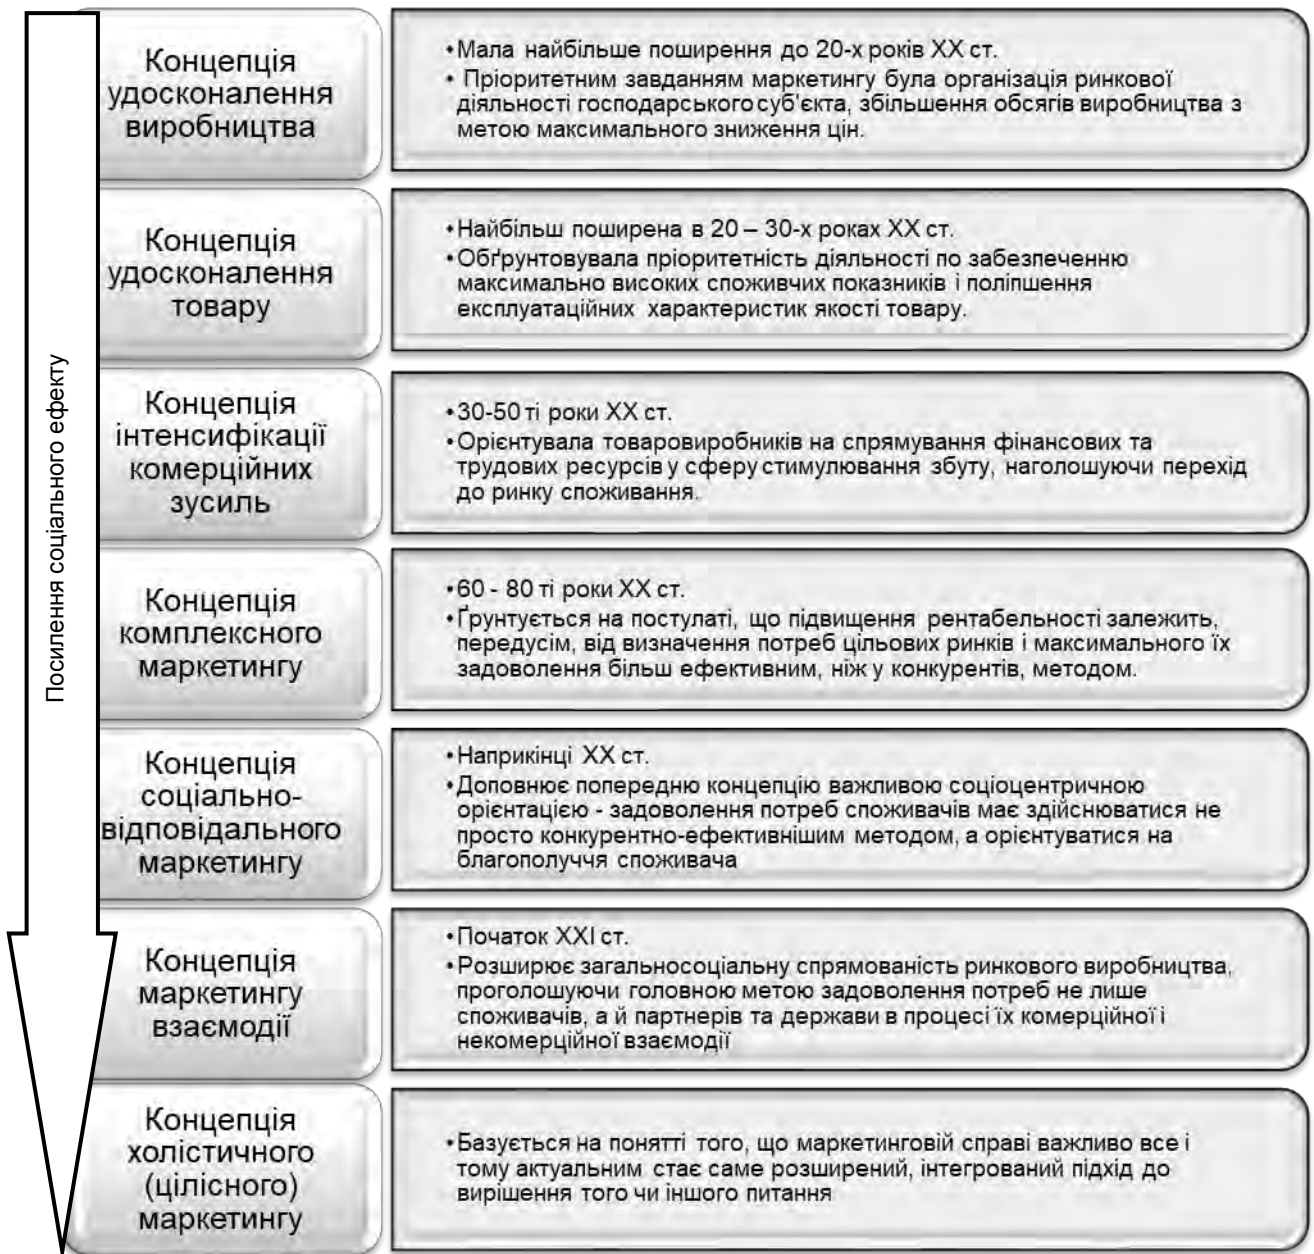 Посилення соціального ефекту
Концепція
удосконалення
виробництва
•Мала найбільше поширення до 20-х років ХХ ст.
• Пріоритетним завданням маркетингу була організація ринкової
діяльності господарського суб'єкта, збільшення обсягів виробництва з
метою максимального зниження цін.
Концепція
удосконалення
товару
•Найбільш поширена в 20 – 30-х роках ХХ ст.
•Обґрунтовувала пріоритетність діяльності по забезпеченню
максимально високих споживчих показників і поліпшення
експлуатаційних характеристик якості товару.
Концепція
інтенсифікації
комерційних
зусиль
•30-50 ті роки ХХ ст.
•Орієнтувала товаровиробників на спрямування фінансових та
трудових ресурсів у сферу стимулювання збуту, наголошуючи перехід
до ринку споживання.
Концепція
комплексного
маркетингу
•60 - 80 ті роки ХХ ст.
•Ґрунтується на постулаті, що підвищення рентабельності залежить,
передусім, від визначення потреб цільових ринків і максимального їх
задоволення більш ефективним, ніж у конкурентів, методом.
Концепція
соціально-
відповідального
маркетингу
•Наприкінці ХХ ст.
•Доповнює попередню концепцію важливою соціоцентричною
орієнтацією - задоволення потреб споживачів має здійснюватися не
просто конкурентно-ефективнішим методом, а орієнтуватися на
благополуччя споживача
Концепція
маркетингу
взаємодії
•Початок ХХІ ст.
•Розширює загальносоціальну спрямованість ринкового виробництва,
проголошуючи головною метою задоволення потреб не лише
споживачів, а й партнерів та держави в процесі їх комерційної і
некомерційної взаємодії
Концепція
холістичного
(цілісного)
маркетингу
•Базується на понятті того, що маркетинговій справі важливо все і
тому актуальним стає саме розширений, інтегрований підхід до
вирішення того чи іншого питання